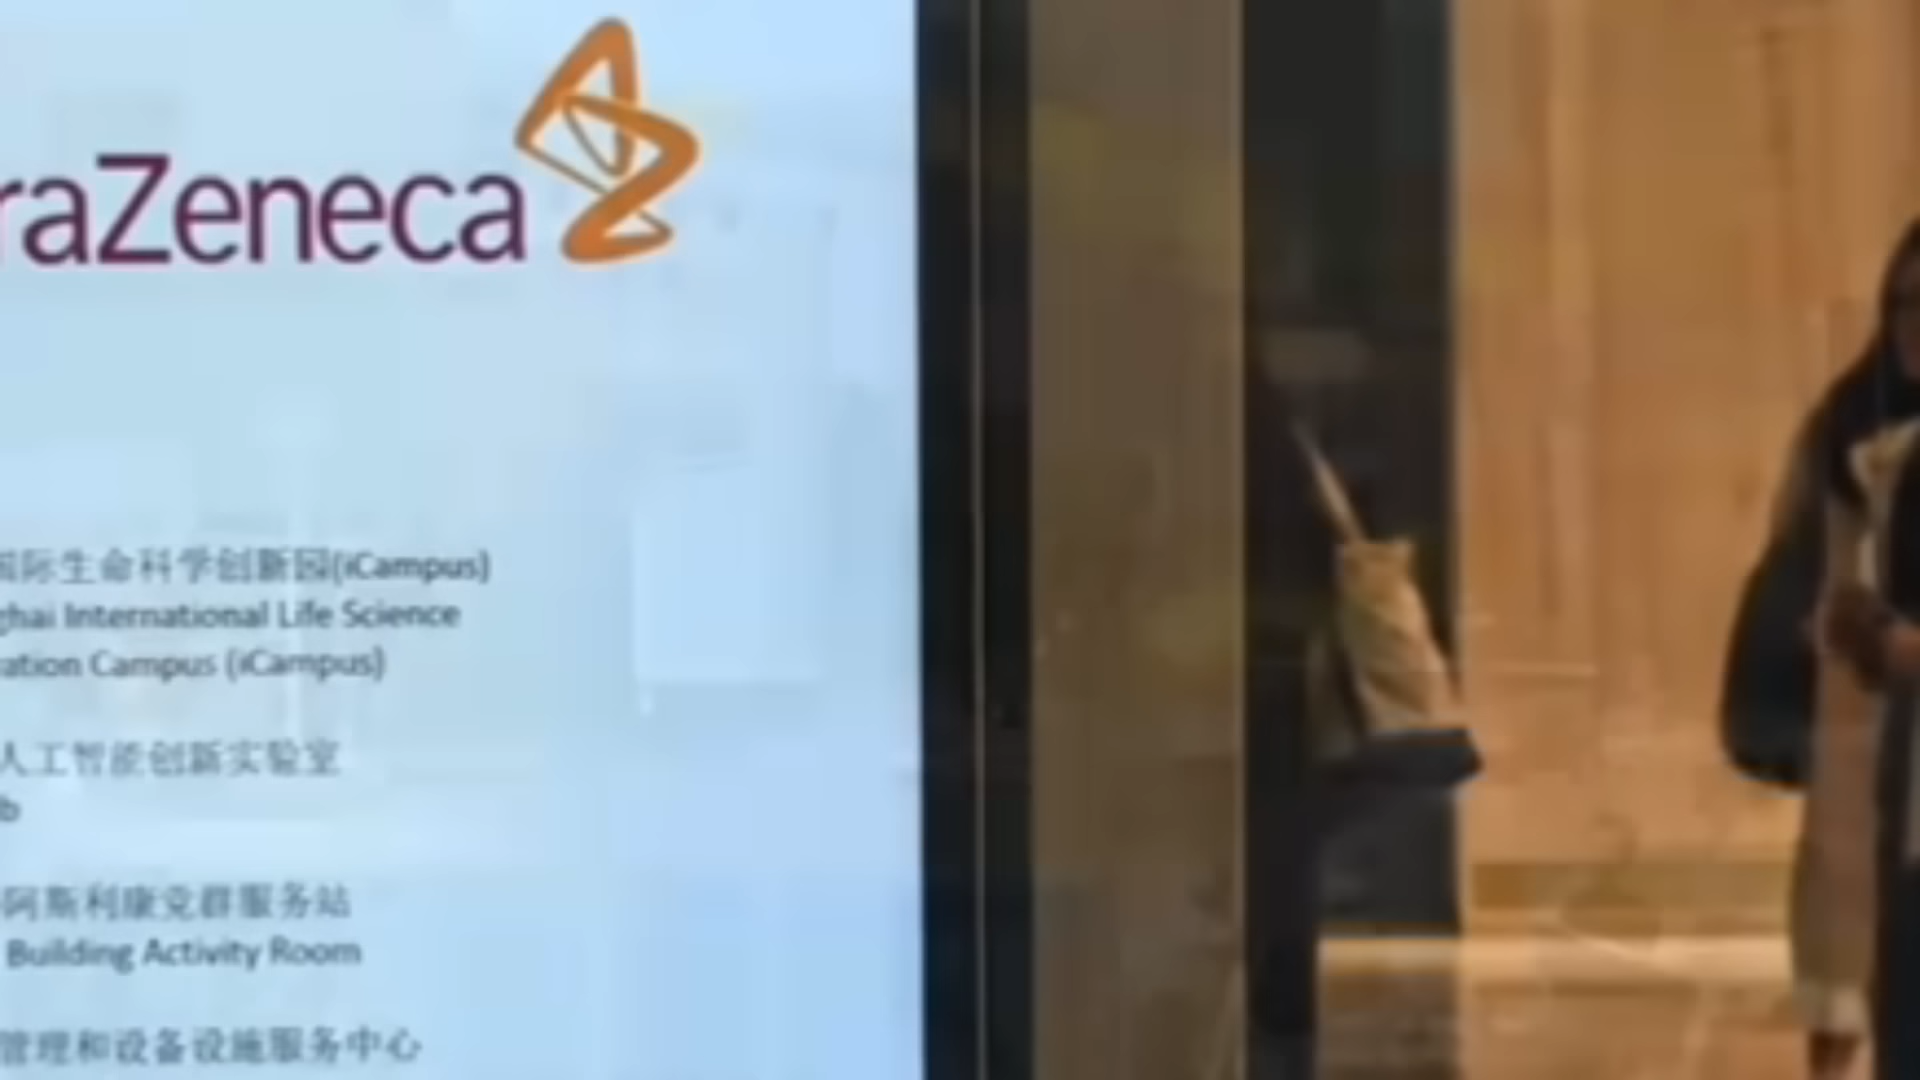 raZeneca
国际生命科学创新园(iCampus)
ghai International Life Science
ation Campus (iCampus)
人工智能创新实验室
b
阿斯利康党群服务站
Building Activity Room
管理和设备设施服务中心